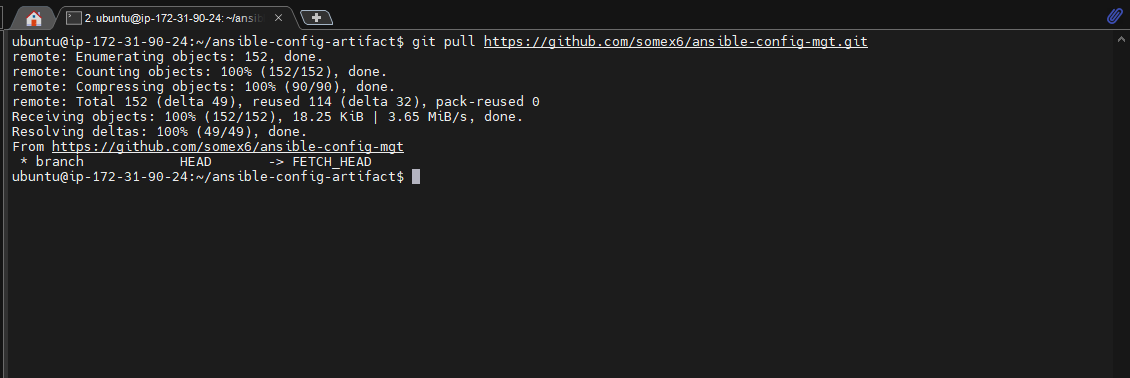 2. ubuntu@ip-172-31-90-24: ~/ansi
ubuntu@ip-172-31-90-24:~/ansible-config-artifact$ git pull https://github.com/somex6/ansible-config-mgt.git
remote: Enumerating objects: 152, done.
remote: Counting objects: 100% (152/152), done.
remote: Compressing objects: 100% (90/90), done.
remote: Total 152 (delta 49), reused 114 (delta 32), pack-reused 0
Receiving objects: 100% (152/152), 18.25 KiB | 3.65 MiB/s, done.
Resolving deltas: 100% (49/49), done.
From https://github.com/somex6/ansible-config-mgt
 * branch            HEAD       -> FETCH_HEAD
ubuntu@ip-172-31-90-24:~/ansible-config-artifact$